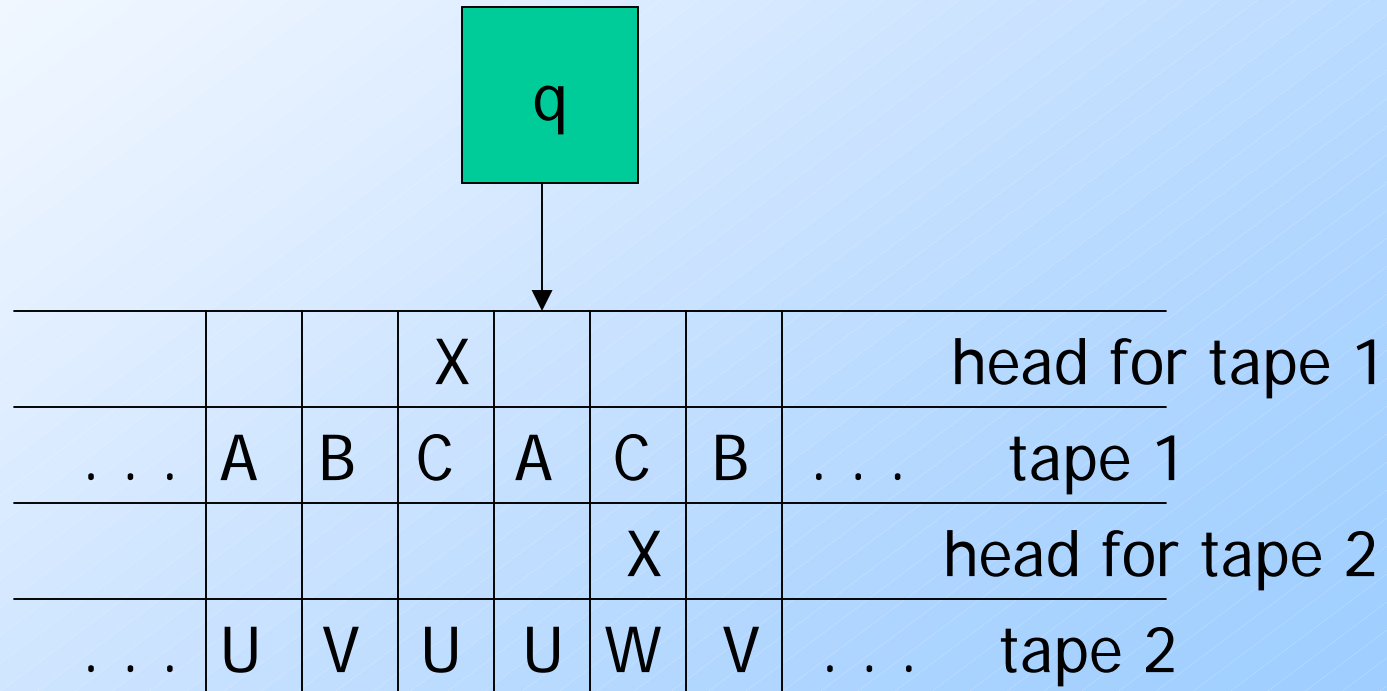 q
X head for tape 1
. . . A B C A C B . . . tape 1
X head for tape 2
. . . U V U U W V . . . tape 2